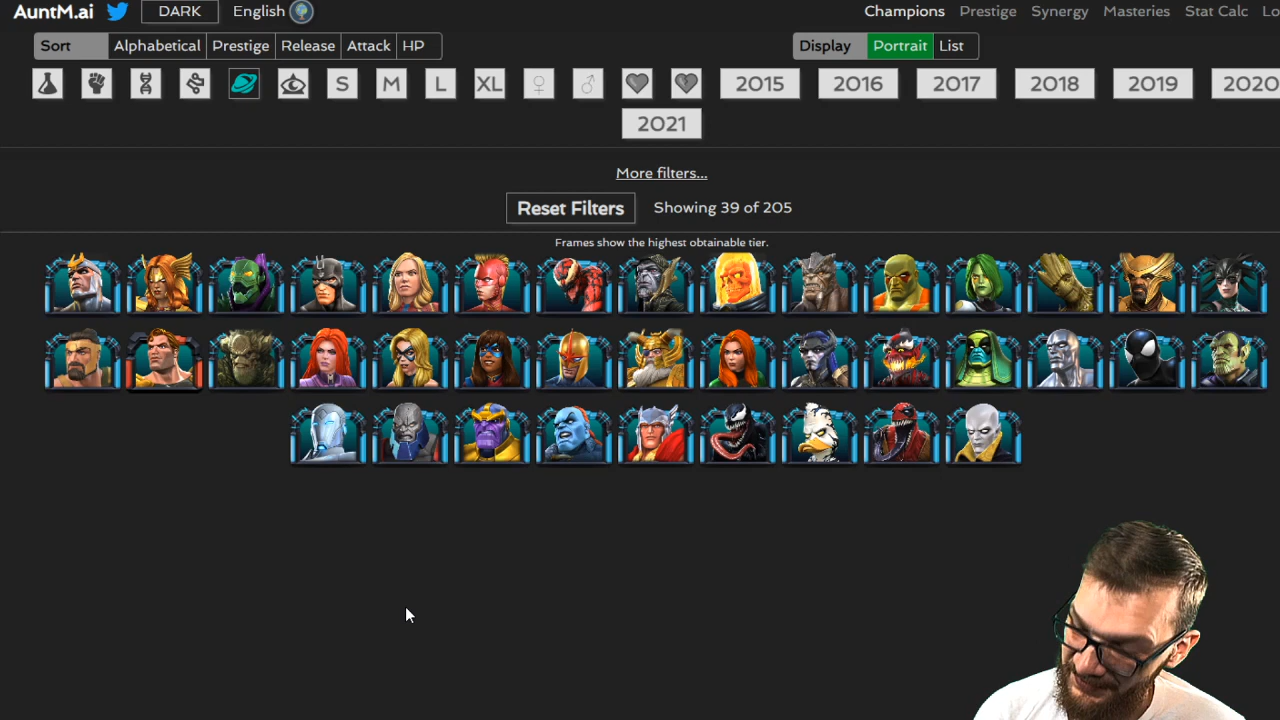 AuntM.ai DARK English Champions Prestige Synergy Masteries Stat Calc Lo
Sort Alphabetical Prestige Release Attack HP Display Portrait List
S M L XL ♀ ♂ 2015 2016 2017 2018 2019 2020
2021
More filters...
Reset Filters Showing 39 of 205
Frames show the highest obtainable tier.